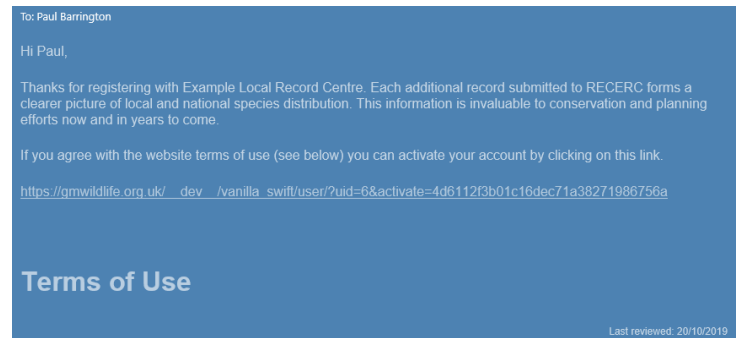 To: Paul Barrington
Hi Paul,
Thanks for registering with Example Local Record Centre. Each additional record submitted to RECERC forms a
clearer picture of local and national species distribution. This information is invaluable to conservation and planning
efforts now and in years to come.
If you agree with the website terms of use (see below) you can activate your account by clicking on this link.
https://gmwildlife.org.uk/__dev__/vanilla_swift/user/?uid=6&activate=4d6112f3b01c16dec71a38271986756a
Terms of Use
Last reviewed: 20/10/2019